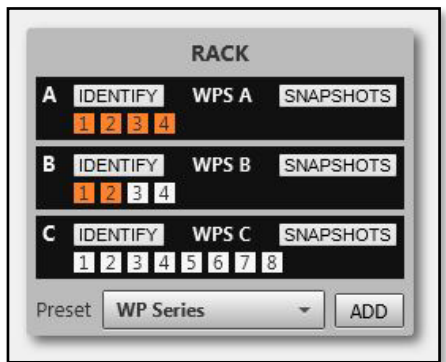 RACK
A IDENTIFY WPS A SNAPSHOTS
1 2 3 4
B IDENTIFY WPS B SNAPSHOTS
1 2 3 4
C IDENTIFY WPS C SNAPSHOTS
1 2 3 4 5 6 7 8
Preset WP Series ADD